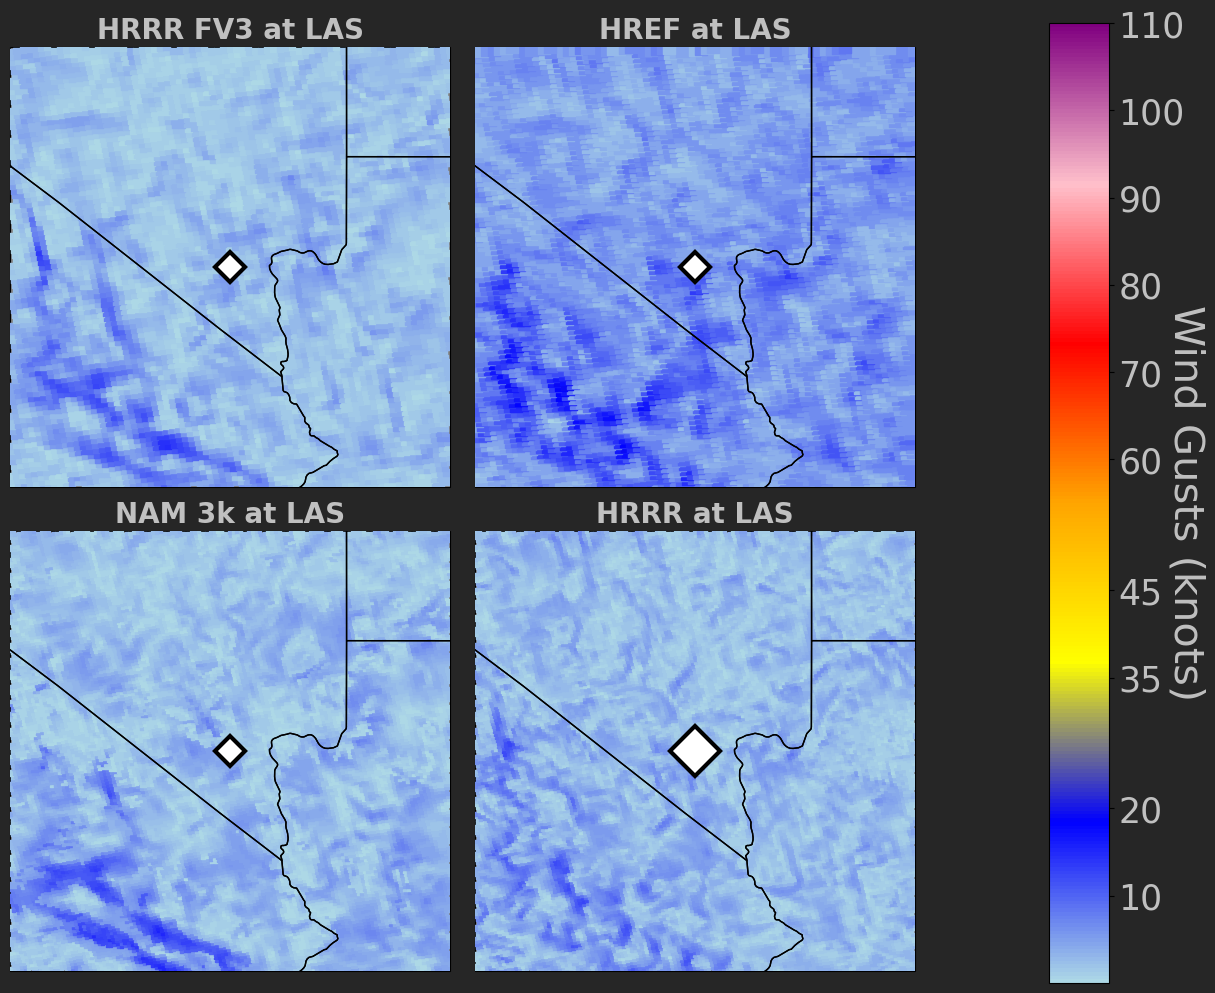 HRRR FV3 at LAS
HREF at LAS
NAM 3k at LAS
HRRR at LAS
110
100
90
80
70
60
45
35
20
10
Wind Gusts (knots)